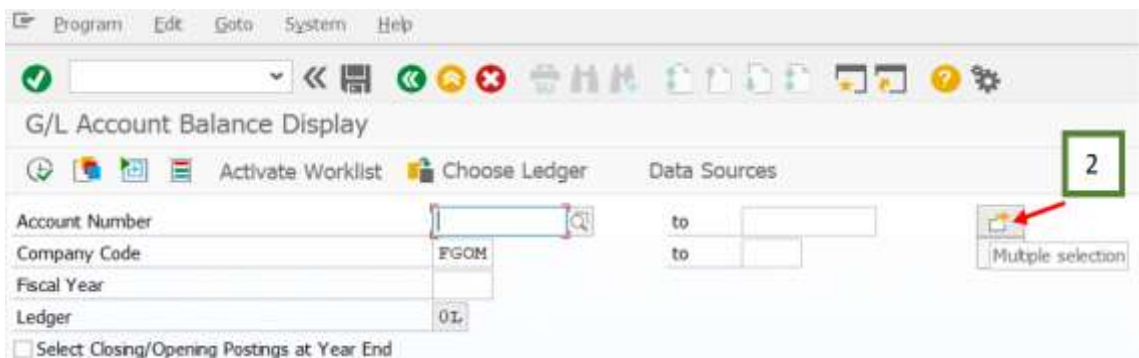 Program Edit Goto System Help
G/L Account Balance Display
Activate Worklist Choose Ledger Data Sources
2
Account Number to
Company Code FGOM to
Multiple selection
Fiscal Year
Ledger 0L
Select Closing/Opening Postings at Year End